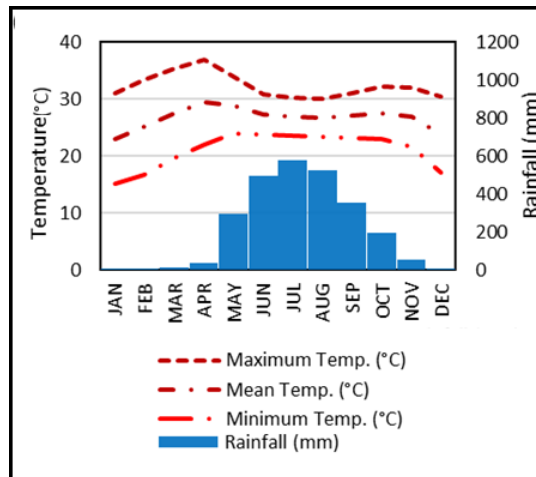 40
30
20
10
0
Temperature(°C)
1200
1000
800
600
400
200
0
Rainfall (mm)
JAN
FEB
MAR
APR
MAY
JUN
JUL
AUG
SEP
OCT
NOV
DEC
Maximum Temp. (°C)
Mean Temp. (°C)
Minimum Temp. (°C)
Rainfall (mm)